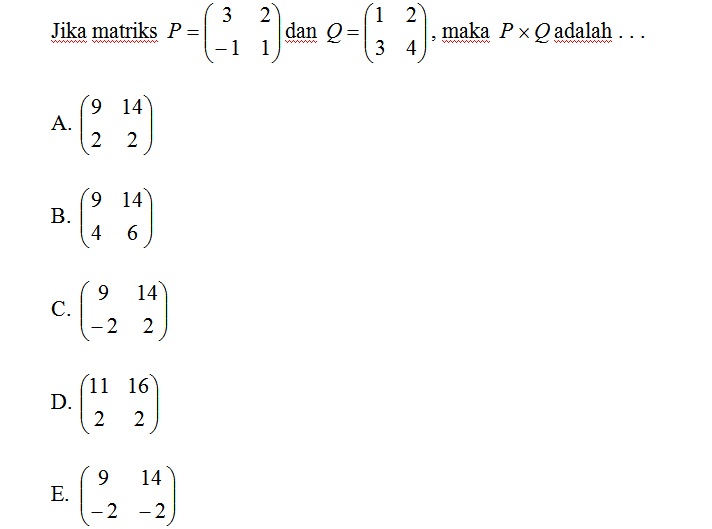 Jika matriks P = \begin{pmatrix} 3 & 2 \\ -1 & 1 \end{pmatrix} dan Q = \begin{pmatrix} 1 & 2 \\ 3 & 4 \end{pmatrix}, maka P × Q adalah . . .
A. \begin{pmatrix} 9 & 14 \\ 2 & 2 \end{pmatrix}
B. \begin{pmatrix} 9 & 14 \\ 4 & 6 \end{pmatrix}
C. \begin{pmatrix} 9 & 14 \\ -2 & 2 \end{pmatrix}
D. \begin{pmatrix} 11 & 16 \\ 2 & 2 \end{pmatrix}
E. \begin{pmatrix} 9 & 14 \\ -2 & -2 \end{pmatrix}